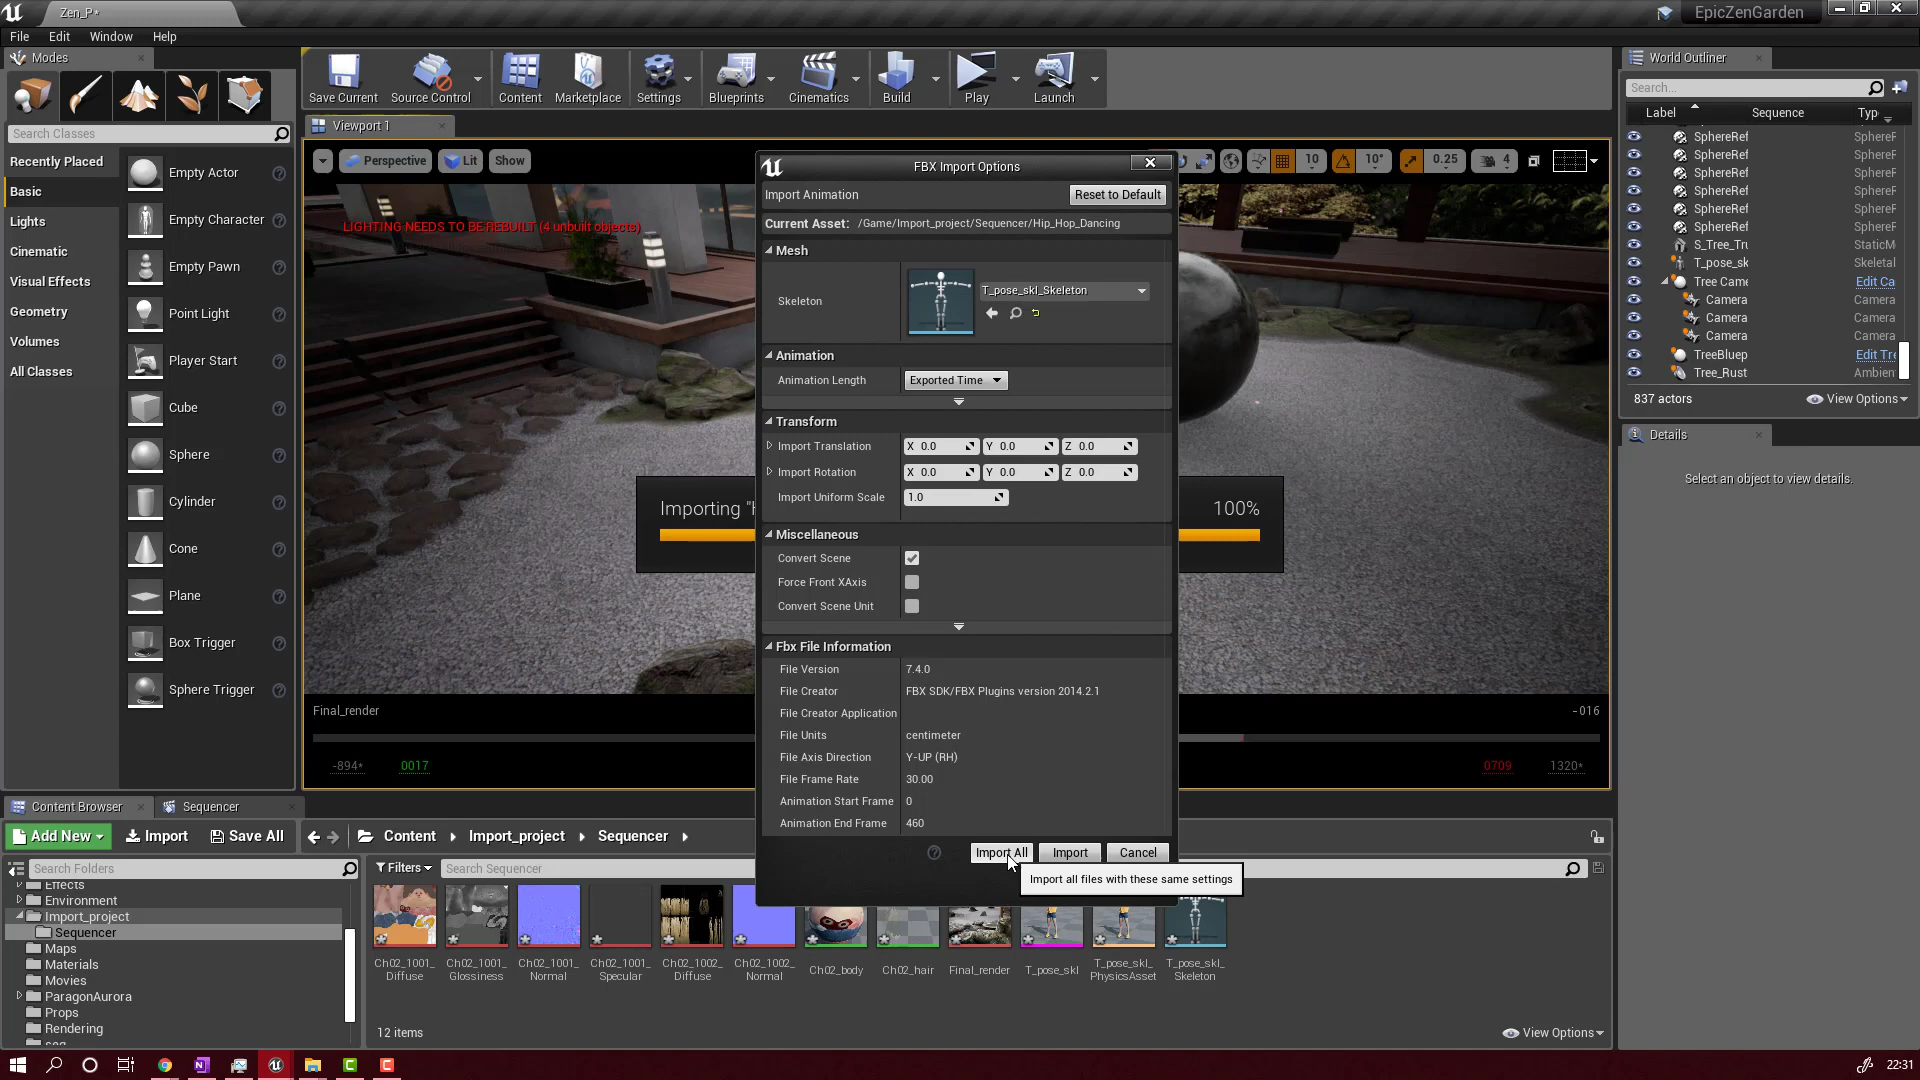 Zen_P*
EpicZenGarden
File Edit Window Help
Modes
Search Classes
Recently Placed
Basic
Lights
Cinematic
Visual Effects
Geometry
Volumes
All Classes
Empty Actor
Empty Character
Empty Pawn
Point Light
Player Start
Cube
Sphere
Cylinder
Cone
Plane
Box Trigger
Sphere Trigger
Save Current
Source Control
Content
Marketplace
Settings
Blueprints
Cinematics
Build
Play
Launch
Viewport 1
Perspective
Lit
Show
10
10°
0.25
4
LIGHTING NEEDS TO BE REBUILT (4 unbuilt objects)
Importing "H
100%
Final_render
-016
-894*
0017
0709
1320*
FBX Import Options
Import Animation
Reset to Default
Current Asset: /Game/Import_project/Sequencer/Hip_Hop_Dancing
Mesh
Skeleton
T_pose_skl_Skeleton
Animation
Animation Length Exported Time
Transform
Import Translation X 0.0 Y 0.0 Z 0.0
Import Rotation X 0.0 Y 0.0 Z 0.0
Import Uniform Scale 1.0
Miscellaneous
Convert Scene
Force Front XAxis
Convert Scene Unit
Fbx File Information
File Version 7.4.0
File Creator FBX SDK/FBX Plugins version 2014.2.1
File Creator Application
File Units centimeter
File Axis Direction Y-UP (RH)
File Frame Rate 30.00
Animation Start Frame 0
Animation End Frame 460
Import All
Import
Cancel
Import all files with these same settings
World Outliner
Search...
Label Sequence Typ
SphereRef SphereF
SphereRef SphereF
SphereRef SphereF
SphereRef SphereF
SphereRef SphereF
SphereRef SphereF
S_Tree_Tru StaticM
T_pose_sk Skeletal
Tree Came Edit Ca
Camera Camera
Camera Camera
Camera Camera
TreeBluep Edit Tre
Tree_Rust Ambien
837 actors
View Options
Details
Select an object to view details.
Content Browser
Sequencer
Add New
Import
Save All
Content
Import_project
Sequencer
Search Folders
Effects
Environment
Import_project
Sequencer
Maps
Materials
Movies
ParagonAurora
Props
Rendering
seq
Filters
Search Sequencer
Ch02_1001_
Diffuse
Ch02_1001_
Glossiness
Ch02_1001_
Normal
Ch02_1001_
Specular
Ch02_1002_
Diffuse
Ch02_1002_
Normal
Ch02_body
Ch02_hair
Final_render
T_pose_skl
T_pose_skl_
PhysicsAsset
T_pose_skl_
Skeleton
12 items
View Options
22:31